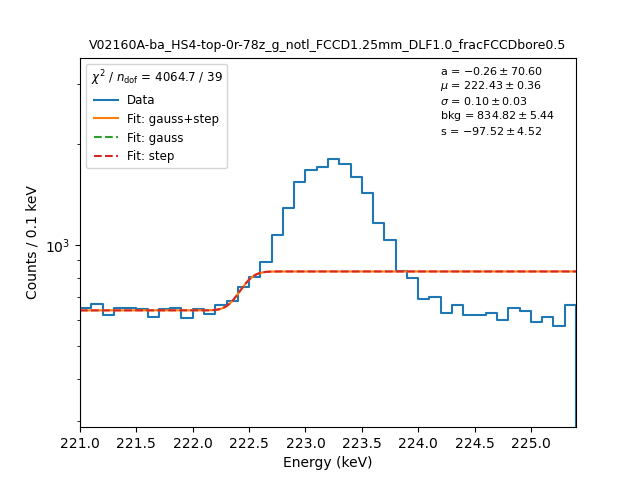 V02160A-ba_HS4-top-0r-78z_g_notl_FCCD1.25mm_DLF1.0_fracFCCDbore0.5
χ² / n_dof = 4064.7 / 39
Data
Fit: gauss+step
Fit: gauss
Fit: step
a = −0.26 ± 70.60
μ = 222.43 ± 0.36
σ = 0.10 ± 0.03
bkg = 834.82 ± 5.44
s = −97.52 ± 4.52
Counts / 0.1 keV
10³
221.0 221.5 222.0 222.5 223.0 223.5 224.0 224.5 225.0
Energy (keV)